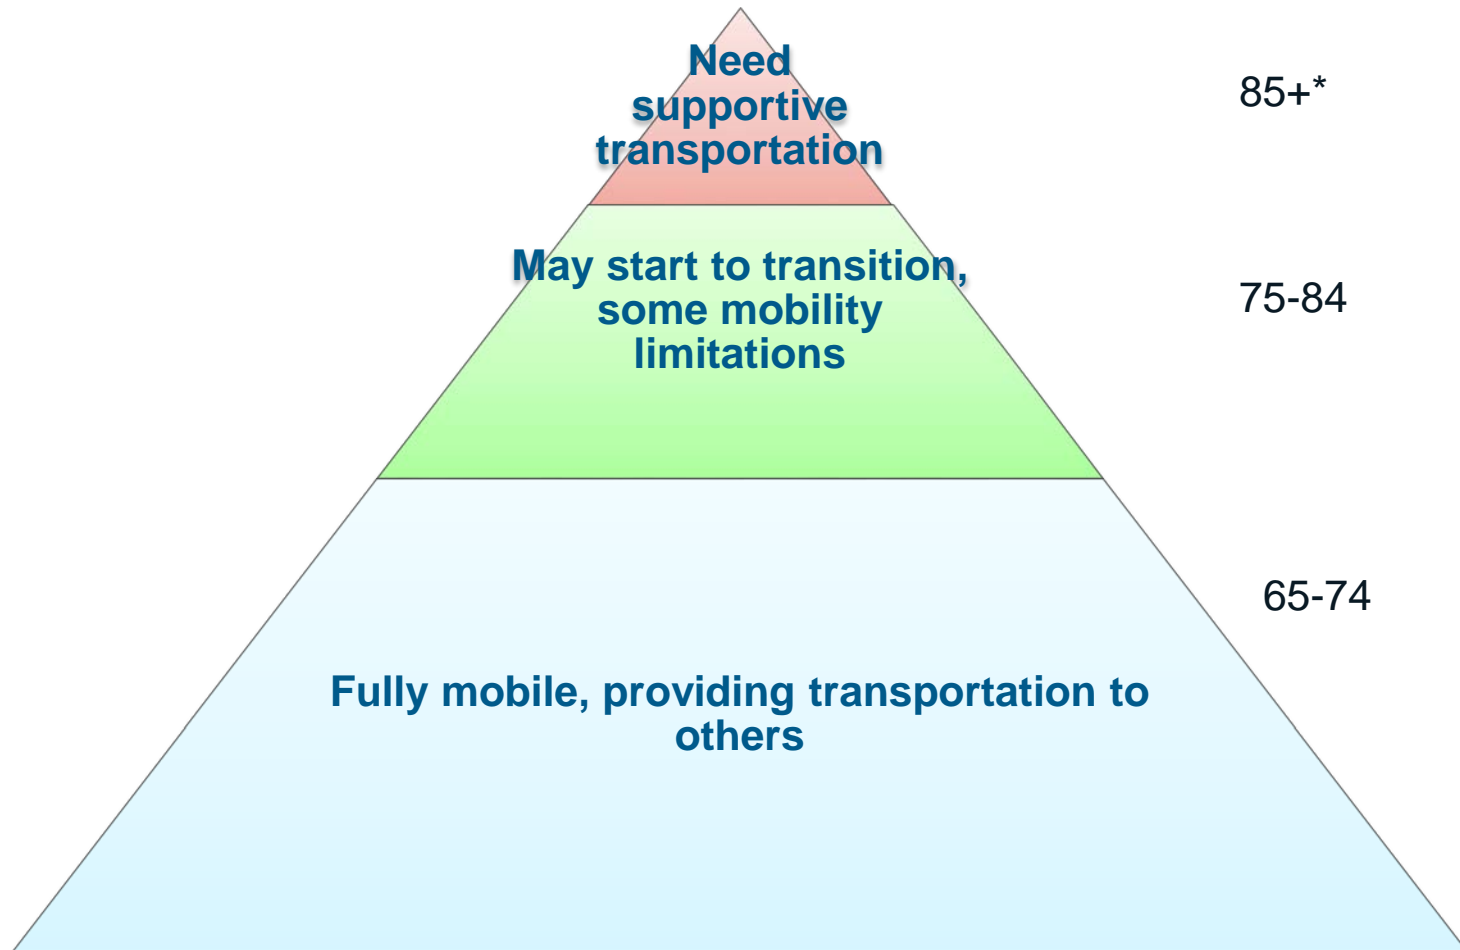 Need
supportive
transportation
85+*
May start to transition,
some mobility
limitations
75-84
65-74
Fully mobile, providing transportation to
others